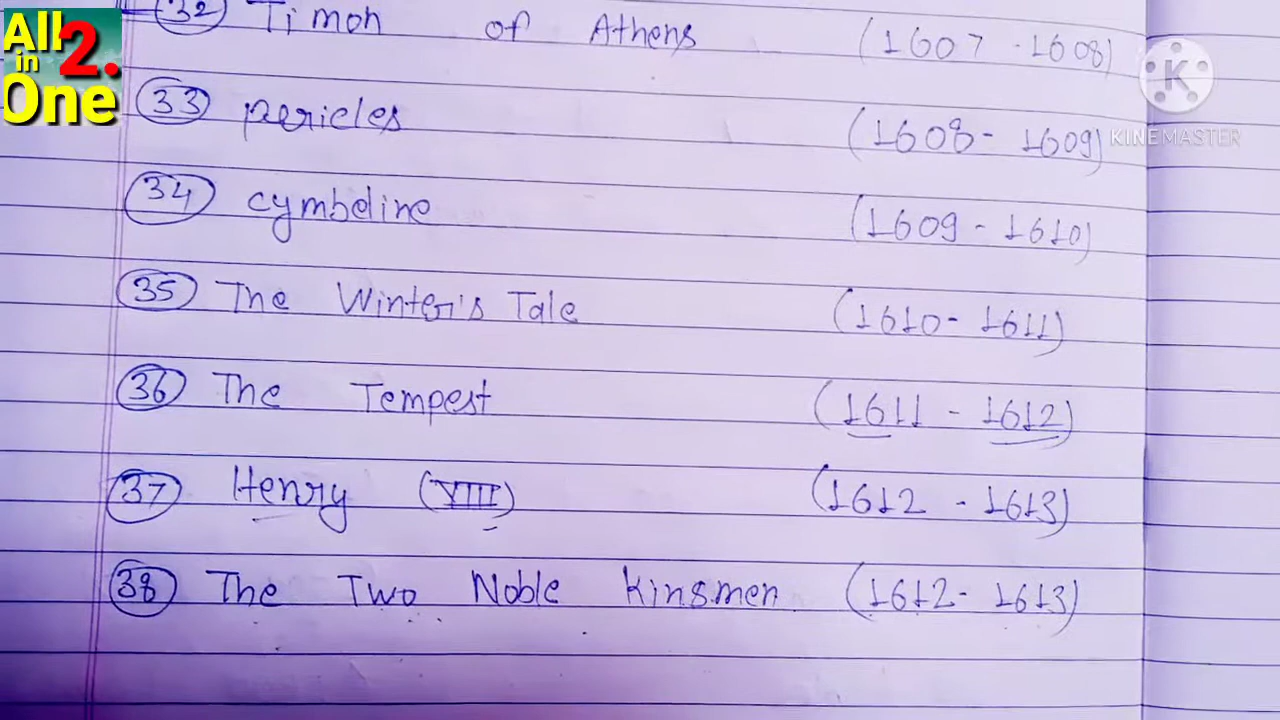 All
in 2.
One
32 Timon of Athens (1607 - 1608)
K
KINEMASTER
33 pericles (1608 - 1609)
34 cymbeline (1609 - 1610)
35 The Winter's Tale (1610 - 1611)
36 The Tempest (1611 - 1612)
37 Henry (VIII) (1612 - 1613)
38 The Two Noble Kinsmen (1612 - 1613)